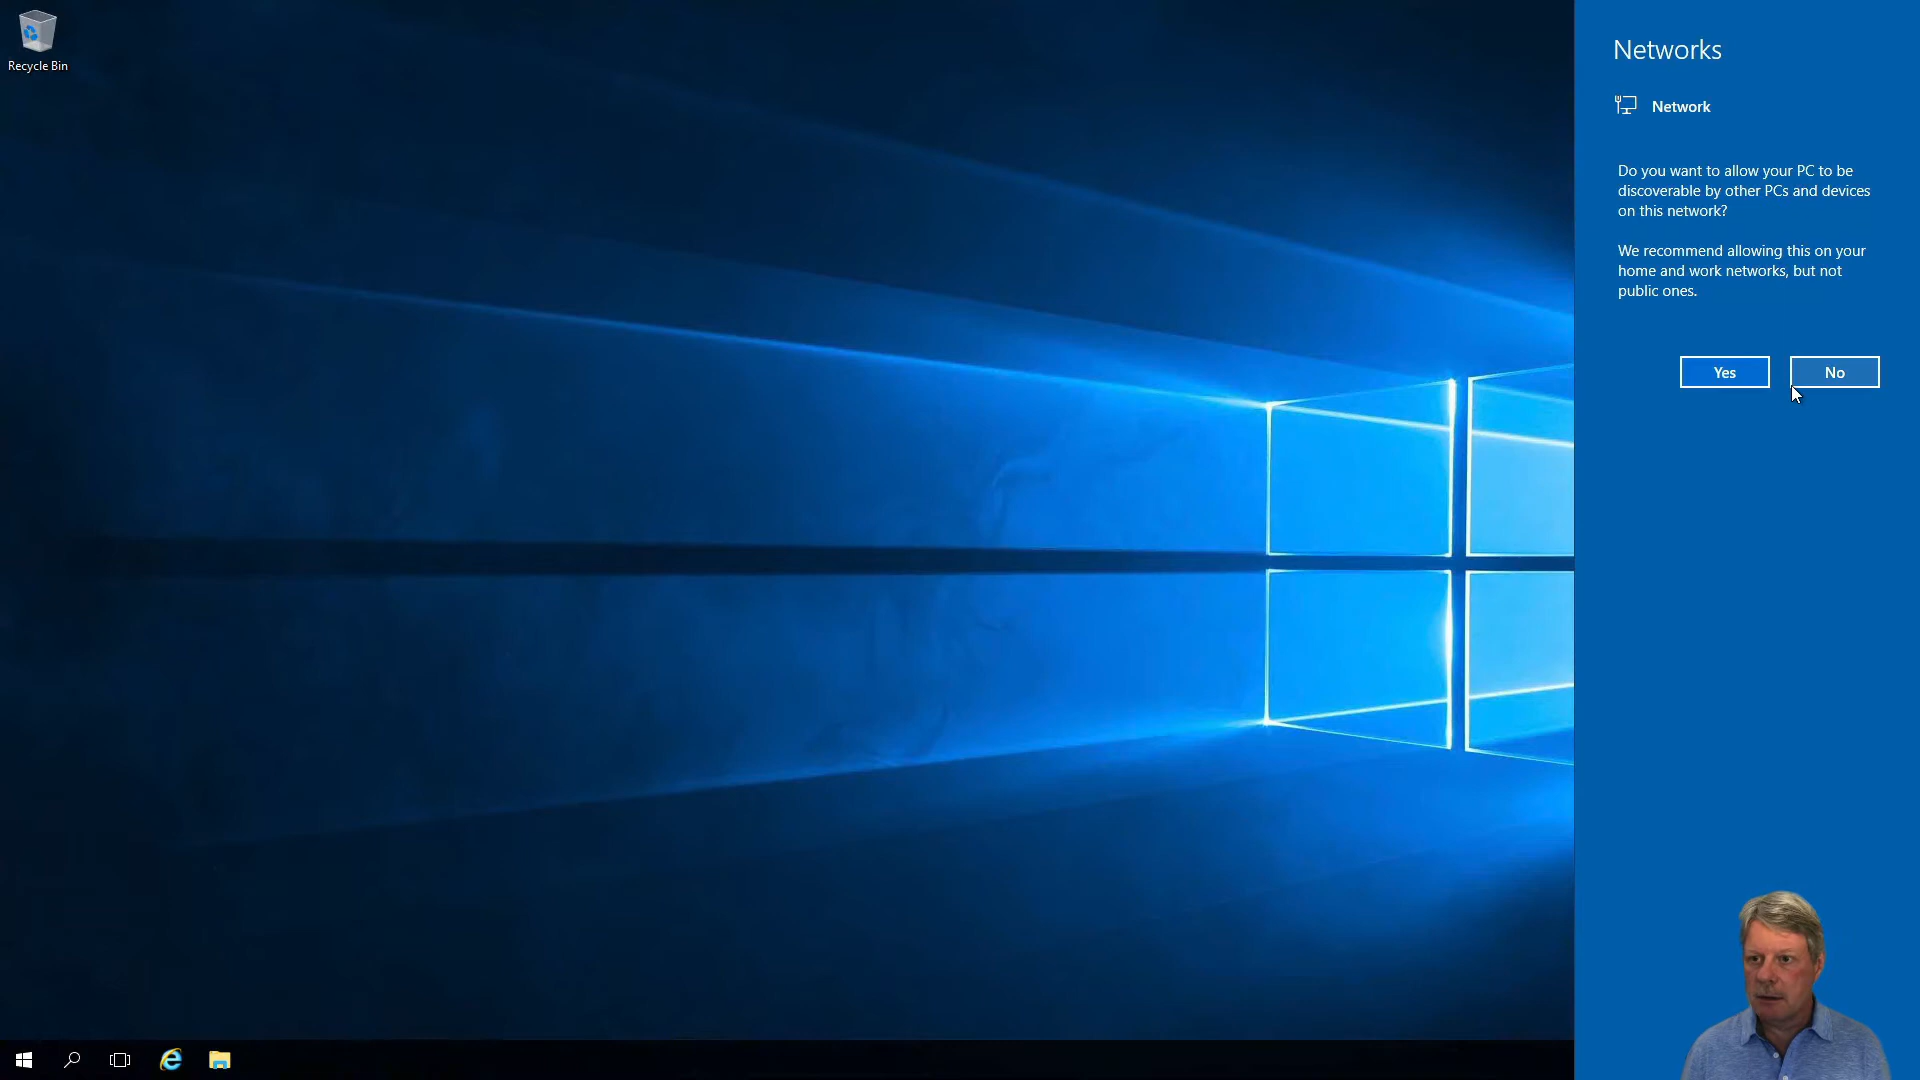 Recycle Bin
Networks
Network
Do you want to allow your PC to be
discoverable by other PCs and devices
on this network?
We recommend allowing this on your
home and work networks, but not
public ones.
Yes
No